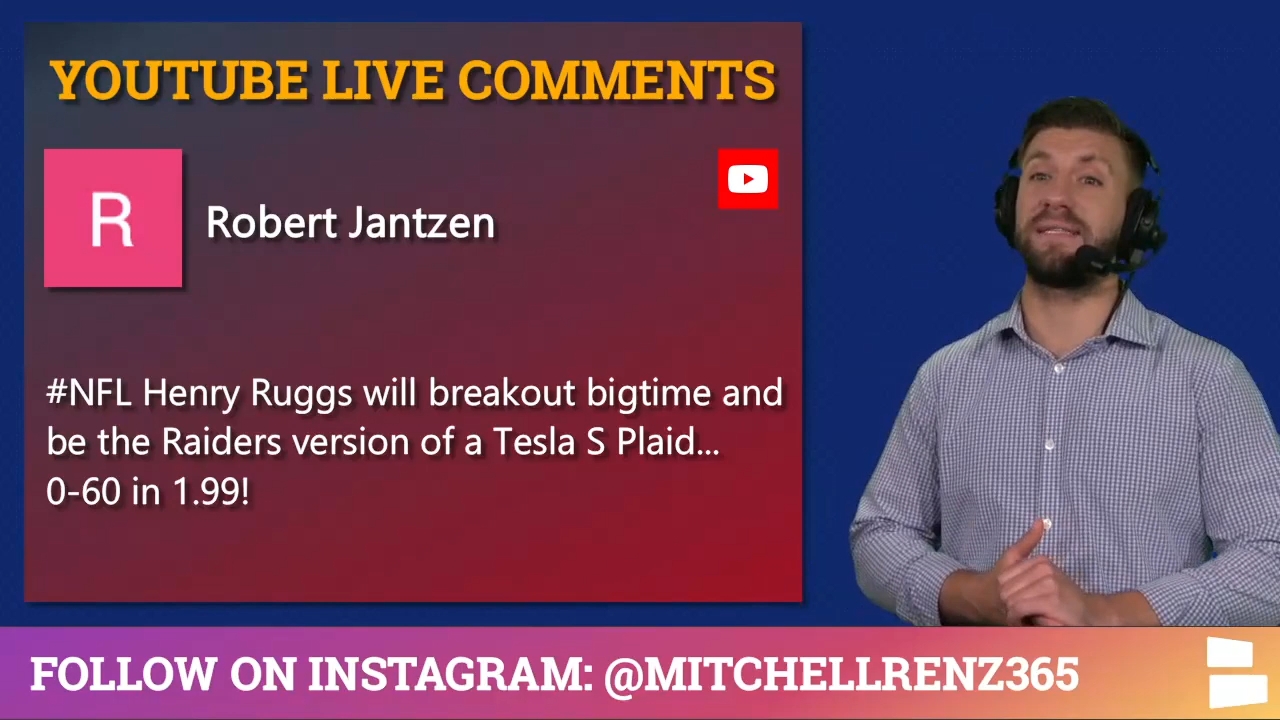 YOUTUBE LIVE COMMENTS
R
Robert Jantzen
#NFL Henry Ruggs will breakout bigtime and
be the Raiders version of a Tesla S Plaid...
0-60 in 1.99!
FOLLOW ON INSTAGRAM: @MITCHELLRENZ365